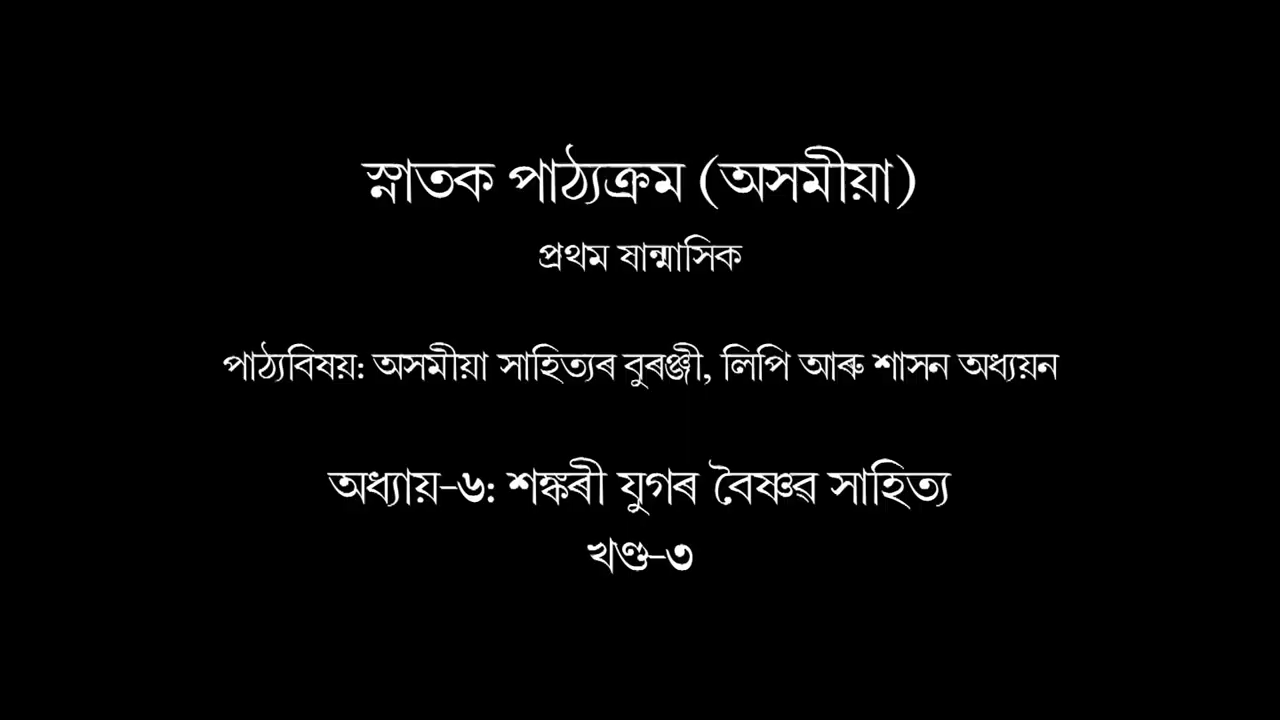 স্নাতক পাঠ্যক্ৰম (অসমীয়া)
প্ৰথম ষান্মাসিক
পাঠ্যবিষয়: অসমীয়া সাহিত্যৰ বুৰঞ্জী, লিপি আৰু শাসন অধ্যয়ন
অধ্যায়-৬: শঙ্কৰী যুগৰ বৈষ্ণৱ সাহিত্য
খণ্ড-৩